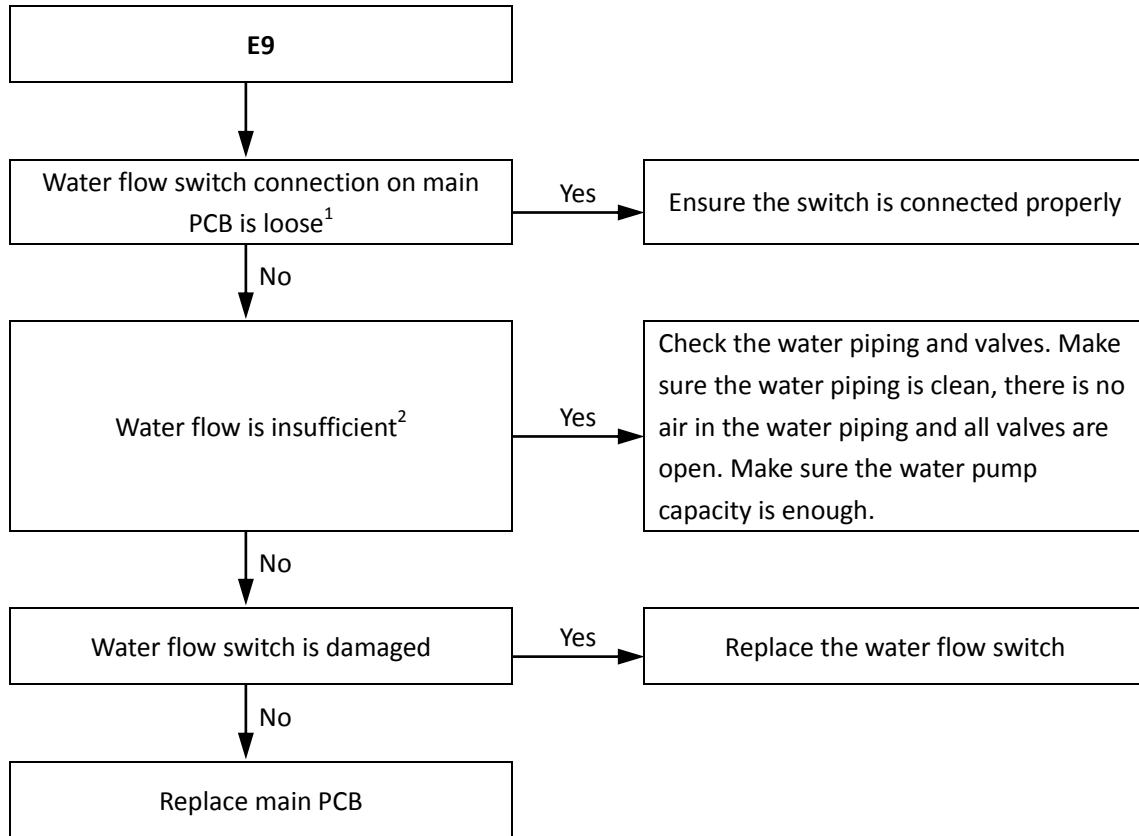 E9
Water flow switch connection on main
PCB is loose1
Yes
Ensure the switch is connected properly
No
Water flow is insufficient2
Yes
Check the water piping and valves. Make
sure the water piping is clean, there is no
air in the water piping and all valves are
open. Make sure the water pump
capacity is enough.
No
Water flow switch is damaged
Yes
Replace the water flow switch
No
Replace main PCB